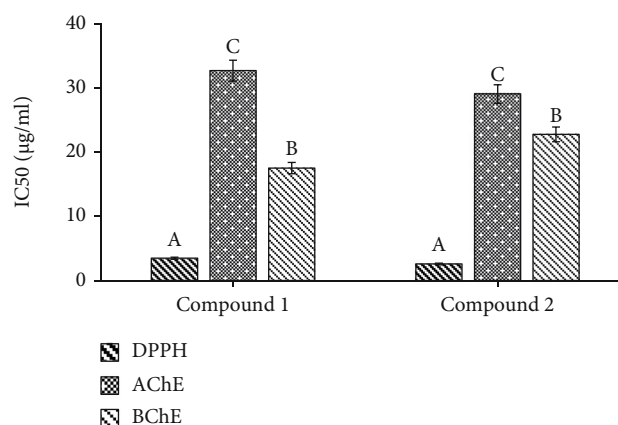 40
30
20
10
0
IC50 (µg/ml)
A
C
B
A
C
B
Compound 1
Compound 2
DPPH
AChE
BChE